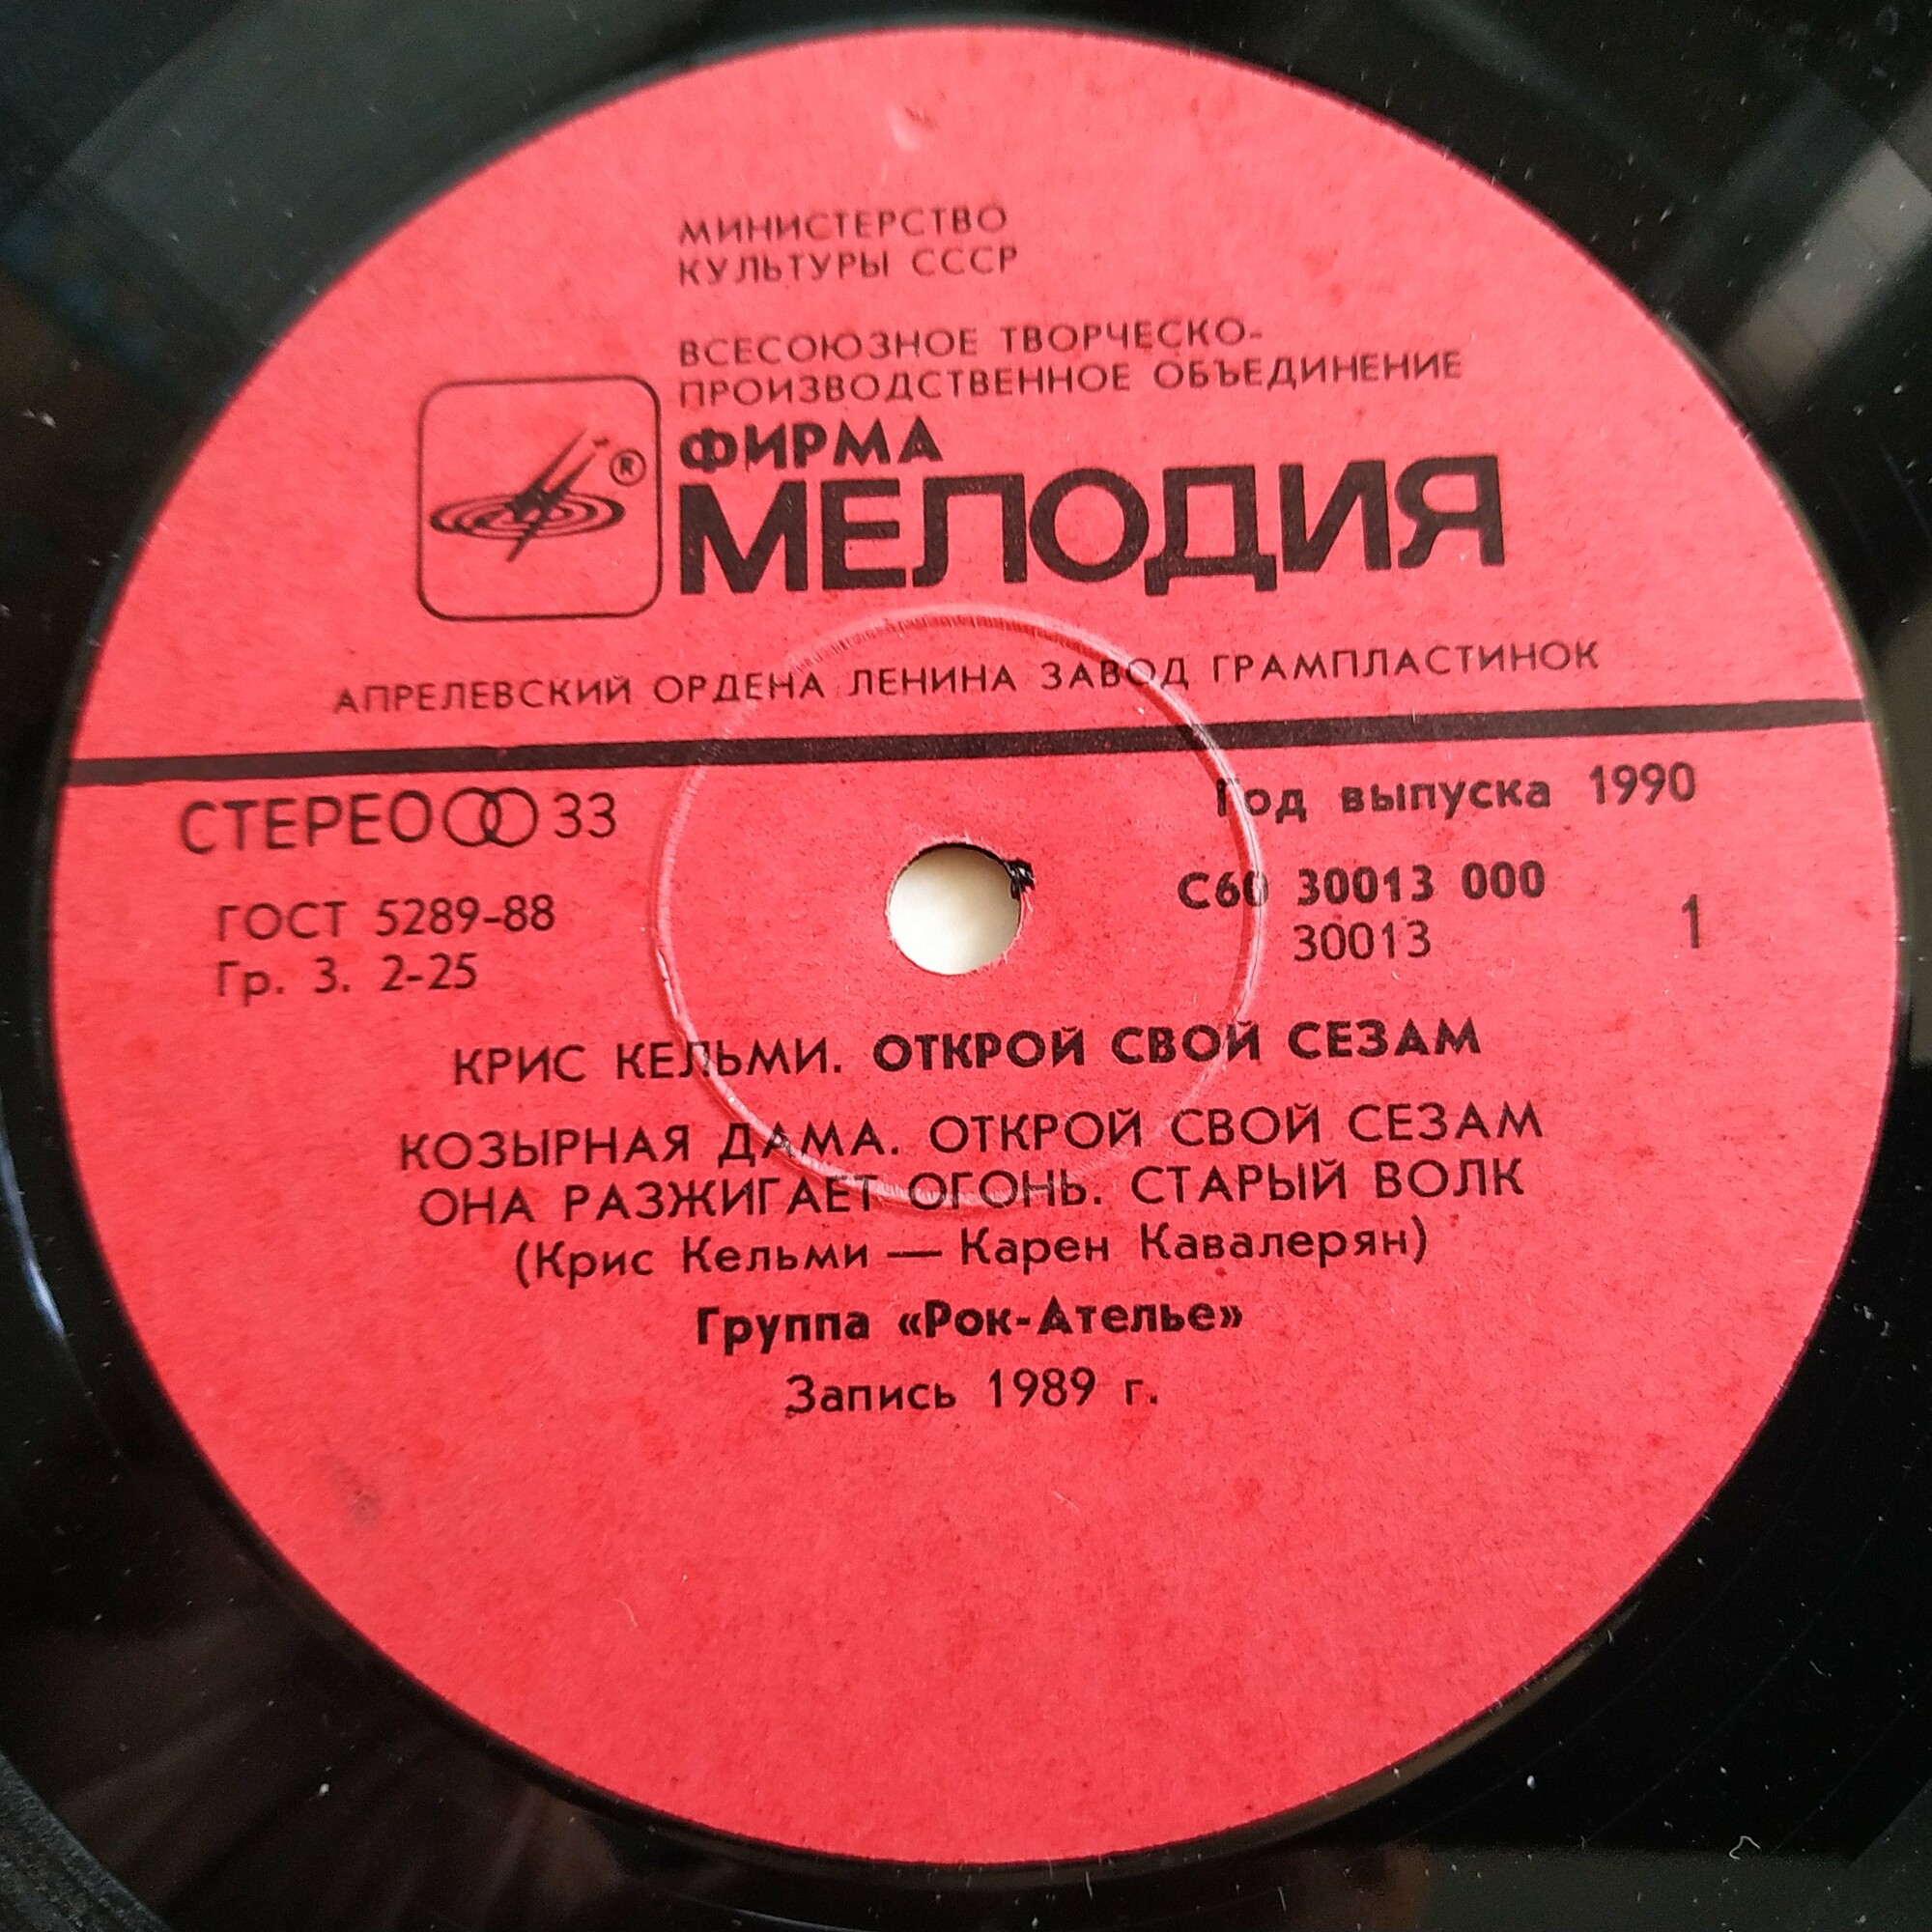 МИНИСТЕРСТВО
КУЛЬТУРЫ СССР
ВСЕСОЮЗНОЕ ТВОРЧЕСКО-
ПРОИЗВОДСТВЕННОЕ ОБЪЕДИНЕНИЕ
®
ФИРМА
МЕЛОДИЯ
АПРЕЛЕВСКИЙ ОРДЕНА ЛЕНИНА ЗАВОД ГРАМПЛАСТИНОК
СТЕРЕО 33
Год выпуска 1990
ГОСТ 5289-88
Гр. 3. 2-25
С60 30013 000
30013
1
КРИС КЕЛЬМИ. ОТКРОЙ СВОЙ СЕЗАМ
КОЗЫРНАЯ ДАМА. ОТКРОЙ СВОЙ СЕЗАМ
ОНА РАЗЖИГАЕТ ОГОНЬ. СТАРЫЙ ВОЛК
(Крис Кельми — Карен Кавалерян)
Группа «Рок-Ателье»
Запись 1989 г.